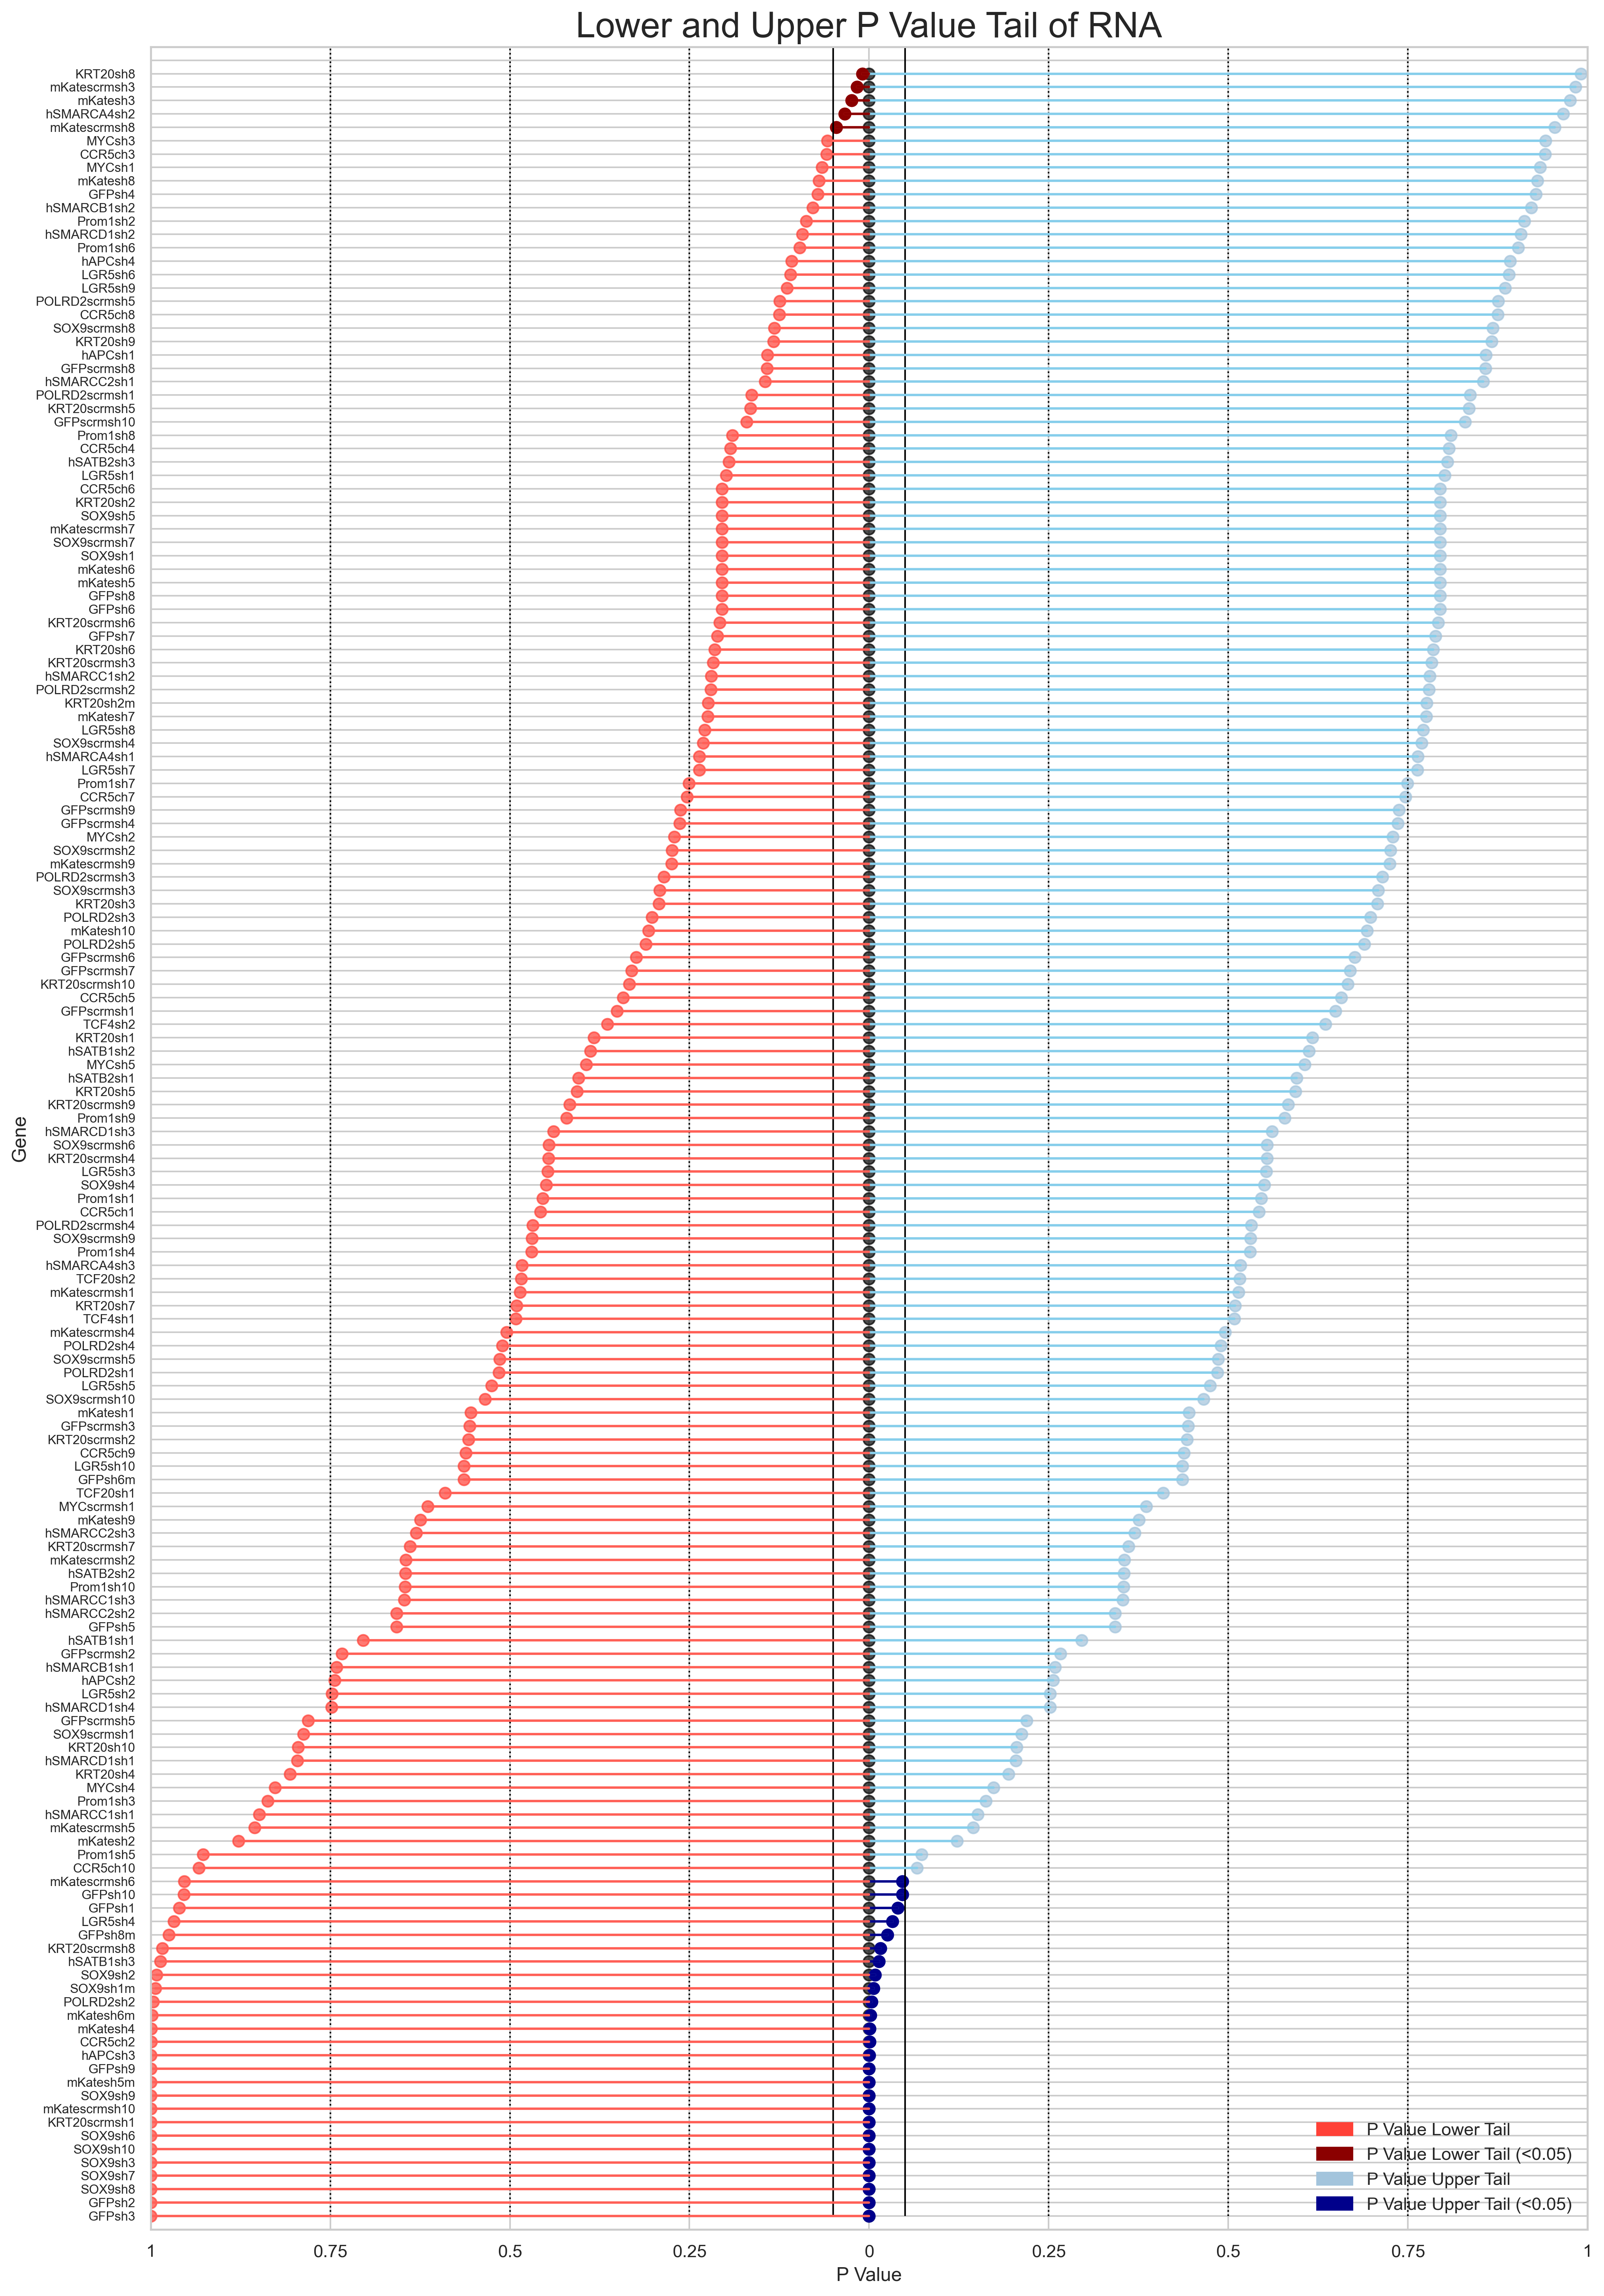 Lower and Upper P Value Tail of RNA
KRT20sh8
mKatescrmsh3
mKatesh3
hSMARCA4sh2
mKatescrmsh8
MYCsh3
CCR5ch3
MYCsh1
mKatesh8
GFPsh4
hSMARCB1sh2
Prom1sh2
hSMARCD1sh2
Prom1sh6
hAPCsh4
LGR5sh6
LGR5sh9
POLRD2scrmsh5
CCR5ch8
SOX9scrmsh8
KRT20sh9
hAPCsh1
GFPscrmsh8
hSMARCC2sh1
POLRD2scrmsh1
KRT20scrmsh5
GFPscrmsh10
Prom1sh8
CCR5ch4
hSATB2sh3
LGR5sh1
CCR5ch6
KRT20sh2
SOX9sh5
mKatescrmsh7
SOX9scrmsh7
SOX9sh1
mKatesh6
mKatesh5
GFPsh8
GFPsh6
KRT20scrmsh6
GFPsh7
KRT20sh6
KRT20scrmsh3
hSMARCC1sh2
POLRD2scrmsh2
KRT20sh2m
mKatesh7
LGR5sh8
SOX9scrmsh4
hSMARCA4sh1
LGR5sh7
Prom1sh7
CCR5ch7
GFPscrmsh9
GFPscrmsh4
MYCsh2
SOX9scrmsh2
mKatescrmsh9
POLRD2scrmsh3
SOX9scrmsh3
KRT20sh3
POLRD2sh3
mKatesh10
POLRD2sh5
GFPscrmsh6
GFPscrmsh7
KRT20scrmsh10
CCR5ch5
GFPscrmsh1
TCF4sh2
KRT20sh1
hSATB1sh2
MYCsh5
hSATB2sh1
KRT20sh5
KRT20scrmsh9
Prom1sh9
hSMARCD1sh3
SOX9scrmsh6
KRT20scrmsh4
LGR5sh3
SOX9sh4
Prom1sh1
CCR5ch1
POLRD2scrmsh4
SOX9scrmsh9
Prom1sh4
hSMARCA4sh3
TCF20sh2
mKatescrmsh1
KRT20sh7
TCF4sh1
mKatescrmsh4
POLRD2sh4
SOX9scrmsh5
POLRD2sh1
LGR5sh5
SOX9scrmsh10
mKatesh1
GFPscrmsh3
KRT20scrmsh2
CCR5ch9
LGR5sh10
GFPsh6m
TCF20sh1
MYCscrmsh1
mKatesh9
hSMARCC2sh3
KRT20scrmsh7
mKatescrmsh2
hSATB2sh2
Prom1sh10
hSMARCC1sh3
hSMARCC2sh2
GFPsh5
hSATB1sh1
GFPscrmsh2
hSMARCB1sh1
hAPCsh2
LGR5sh2
hSMARCD1sh4
GFPscrmsh5
SOX9scrmsh1
KRT20sh10
hSMARCD1sh1
KRT20sh4
MYCsh4
Prom1sh3
hSMARCC1sh1
mKatescrmsh5
mKatesh2
Prom1sh5
CCR5ch10
mKatescrmsh6
GFPsh10
GFPsh1
LGR5sh4
GFPsh8m
KRT20scrmsh8
hSATB1sh3
SOX9sh2
SOX9sh1m
POLRD2sh2
mKatesh6m
mKatesh4
CCR5ch2
hAPCsh3
GFPsh9
mKatesh5m
SOX9sh9
mKatescrmsh10
KRT20scrmsh1
SOX9sh6
SOX9sh10
SOX9sh3
SOX9sh7
SOX9sh8
GFPsh2
GFPsh3
Gene
P Value Lower Tail
P Value Lower Tail (<0.05)
P Value Upper Tail
P Value Upper Tail (<0.05)
1 0.75 0.5 0.25 0 0.25 0.5 0.75 1
P Value